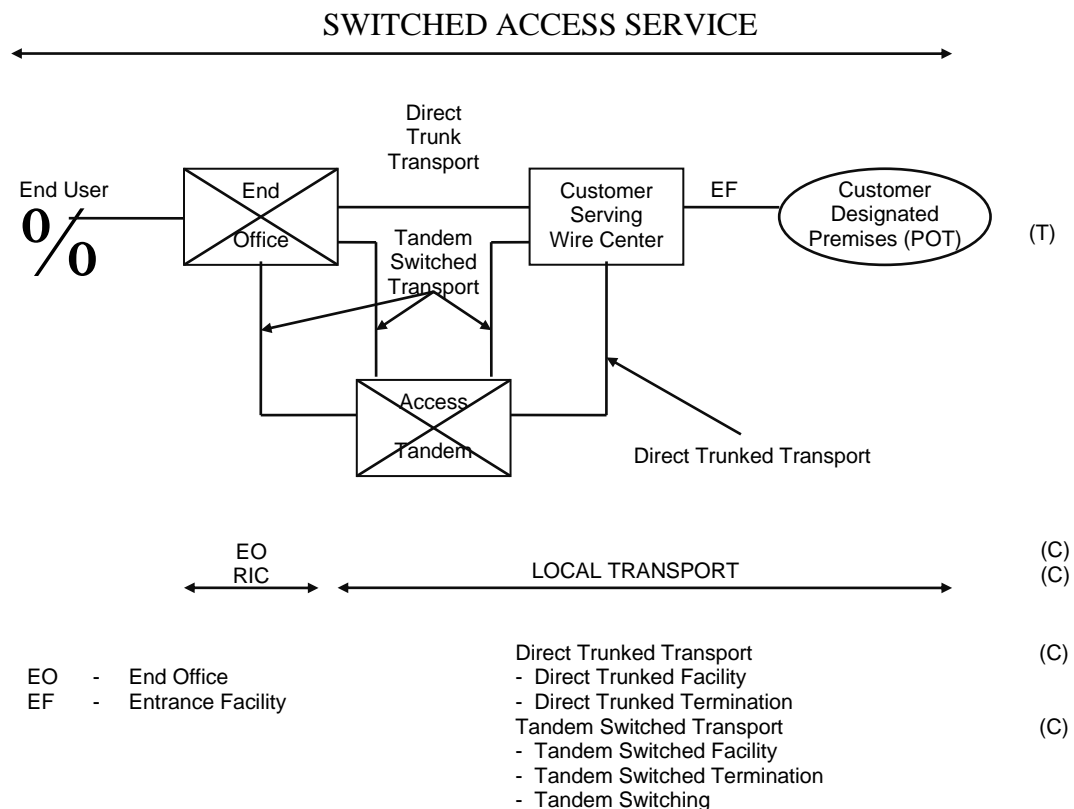 SWITCHED ACCESS SERVICE
Direct
Trunk
Transport
End User
%
End
Office
Customer
Serving
Wire Center
EF
Customer
Designated
Premises (POT)
(T)
Tandem
Switched
Transport
Access
Tandem
Direct Trunked Transport
EO
(C)
RIC
LOCAL TRANSPORT
(C)
Direct Trunked Transport
(C)
EO - End Office
- Direct Trunked Facility
EF - Entrance Facility
- Direct Trunked Termination
Tandem Switched Transport
(C)
- Tandem Switched Facility
- Tandem Switched Termination
- Tandem Switching